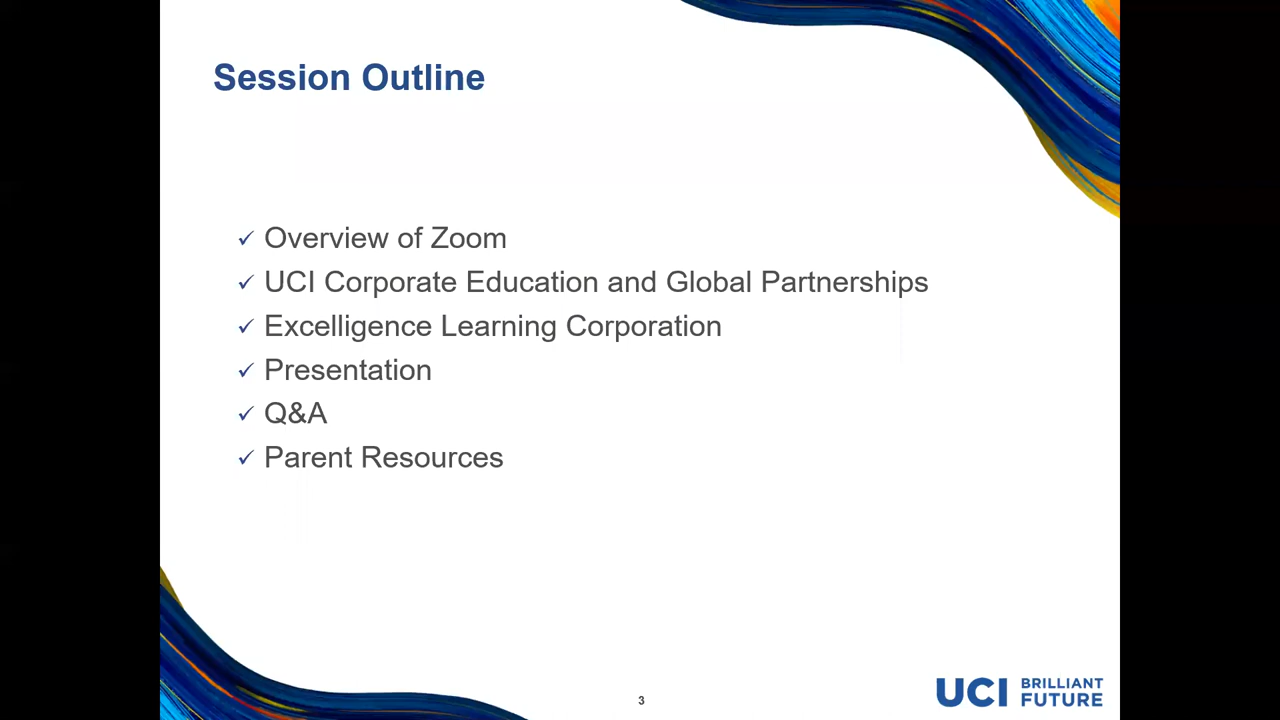 Session Outline
✓ Overview of Zoom
✓ UCI Corporate Education and Global Partnerships
✓ Excelligence Learning Corporation
✓ Presentation
✓ Q&A
✓ Parent Resources
3
UCI BRILLIANT
FUTURE